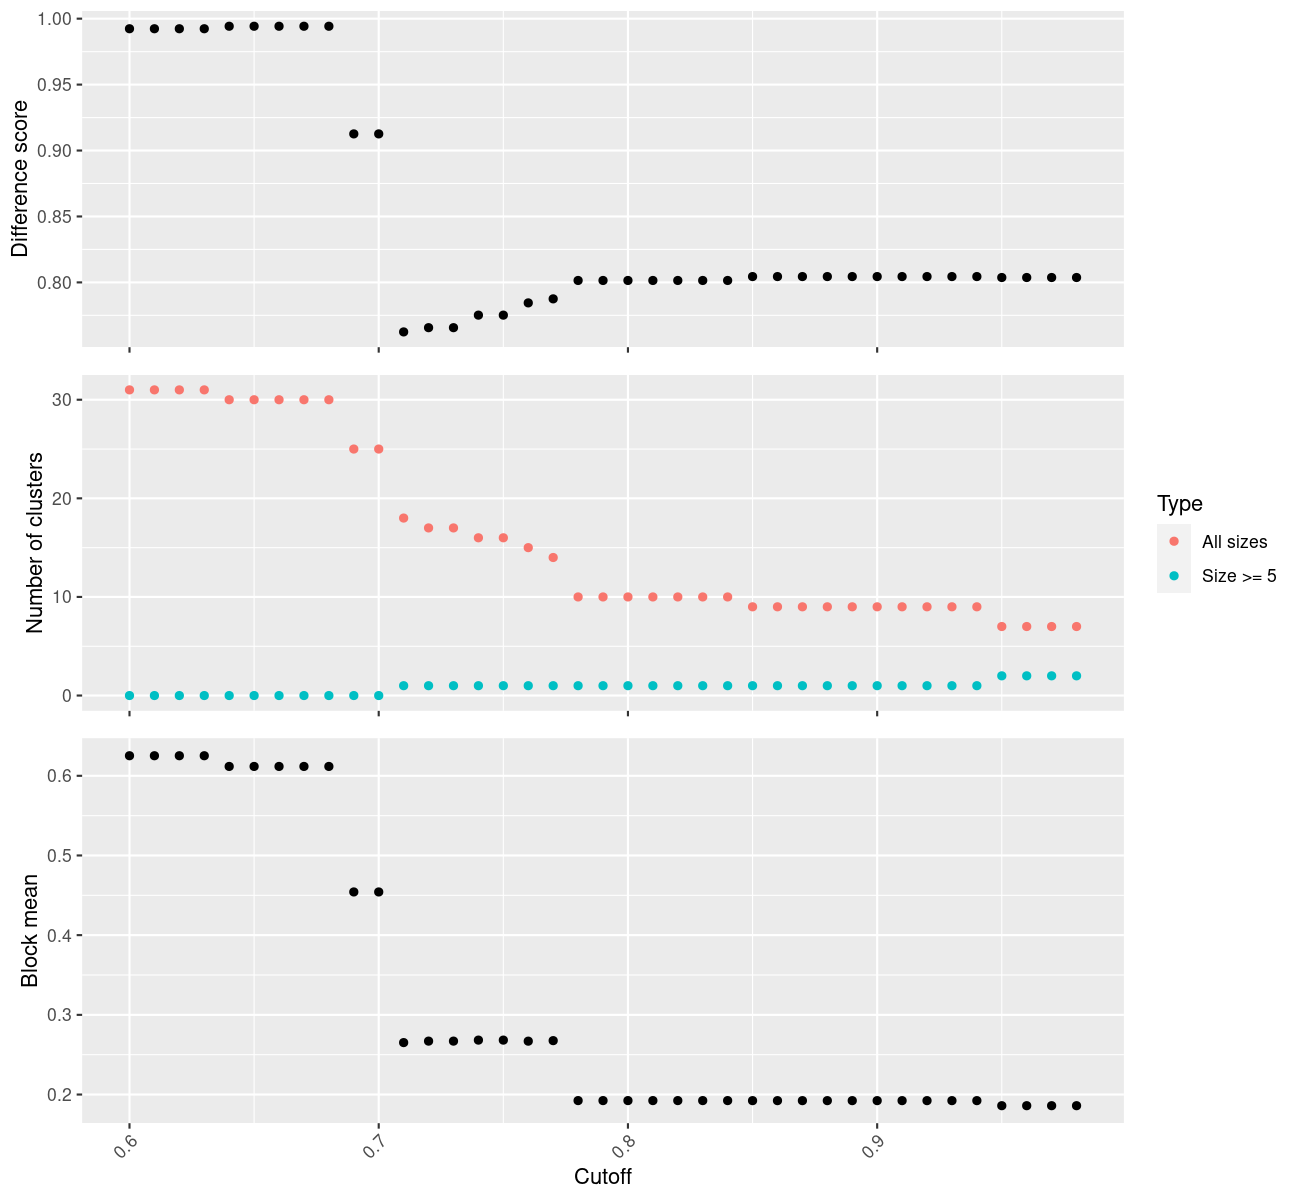 Difference score
1.00
0.95
0.90
0.85
0.80
Number of clusters
30
20
10
0
Type
All sizes
Size >= 5
Block mean
0.6
0.5
0.4
0.3
0.2
0.6 0.7 0.8 0.9
Cutoff